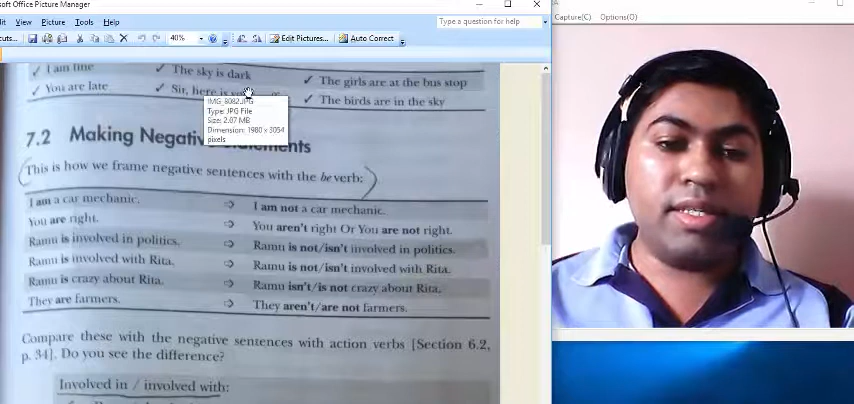 soft Office Picture Manager
View Picture Tools Help
Type a question for help
40%
Edit Pictures...
Auto Correct
Capture(C) Options(O)
✓ I am fine
✓ The sky is dark
✓ The girls are at the bus stop
✓ You are late
✓ Sir, here is
✓ The birds are in the sky
IMG_6082.JPG
Type: JPG File
Size: 2.07 MB
Dimension: 1980 x 3054
pixels
7.2 Making
This is how we frame negative sentences with the be verb:
I am a car mechanic. ⇨ I am not a car mechanic.
You are right. ⇨ You aren't right Or You are not right.
Ramu is involved in politics. ⇨ Ramu is not/isn't involved in politics.
Ramu is involved with Rita. ⇨ Ramu is not/isn't involved with Rita.
Ramu is crazy about Rita. ⇨ Ramu isn't/is not crazy about Rita.
They are farmers. ⇨ They aren't/are not farmers.
Compare these with the negative sentences with action verbs [Section 6.2,
p. 34]. Do you see the difference?
Involved in / involved with: